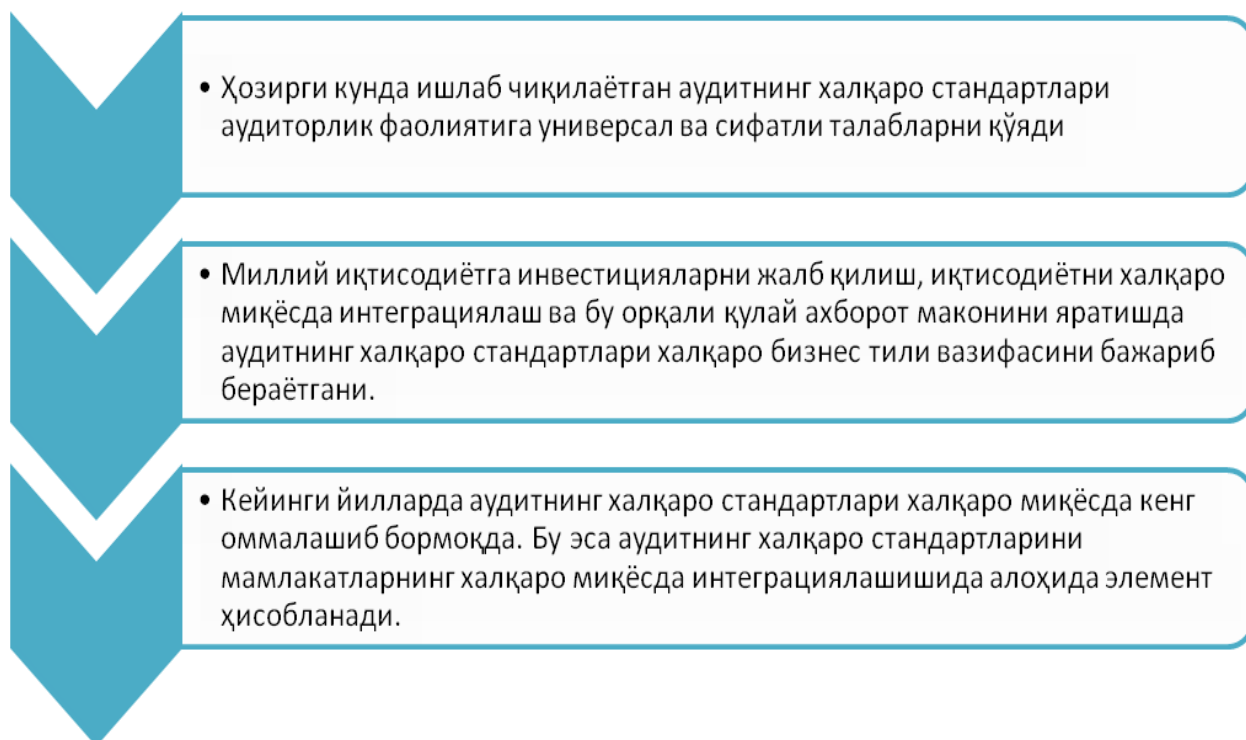 • Ҳозирги кунда ишлаб чиқилаётган аудитнинг халқаро стандартлари
аудиторлик фаолиятига универсал ва сифатли талабларни қўяди
• Миллий иқтисодиётга инвестицияларни жалб қилиш, иқтисодиётни халқаро
миқёсда интеграциялаш ва бу орқали қулай ахборот маконини яратишда
аудитнинг халқаро стандартлари халқаро бизнес тили вазифасини бажариб
бераётгани.
• Кейинги йилларда аудитнинг халқаро стандартлари халқаро миқёсда кенг
оммалашиб бормоқда. Бу эса аудитнинг халқаро стандартларини
мамлакатларнинг халқаро миқёсда интеграциялашишида алоҳида элемент
ҳисобланади.